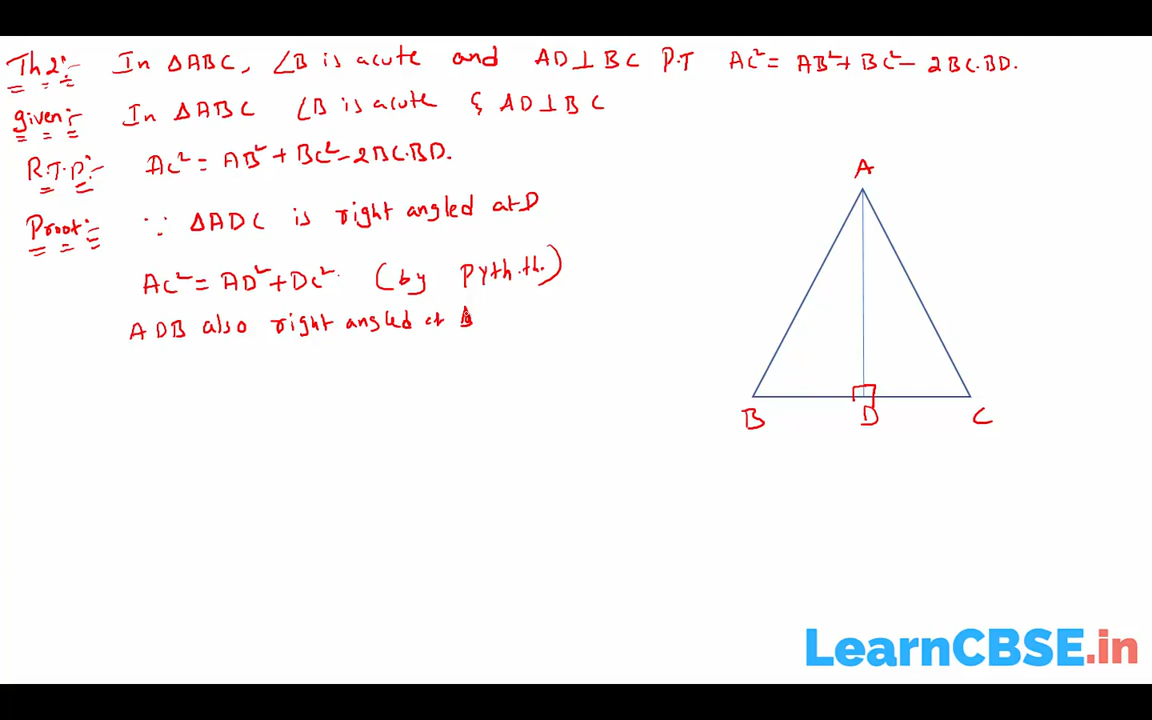 Th 2:- In ΔABC, ∠B is acute and AD⊥BC P.T AC² = AB² + BC² - 2BC.BD.
given:- In ΔABC ∠B is acute & AD⊥BC
R.T.P:- AC² = AB² + BC² - 2BC.BD.
Proof:- ∵ ΔADC is right angled at D
AC² = AD² + DC² (by Pyth.th.)
ADB also right angled at
A
B D C
LearnCBSE.in